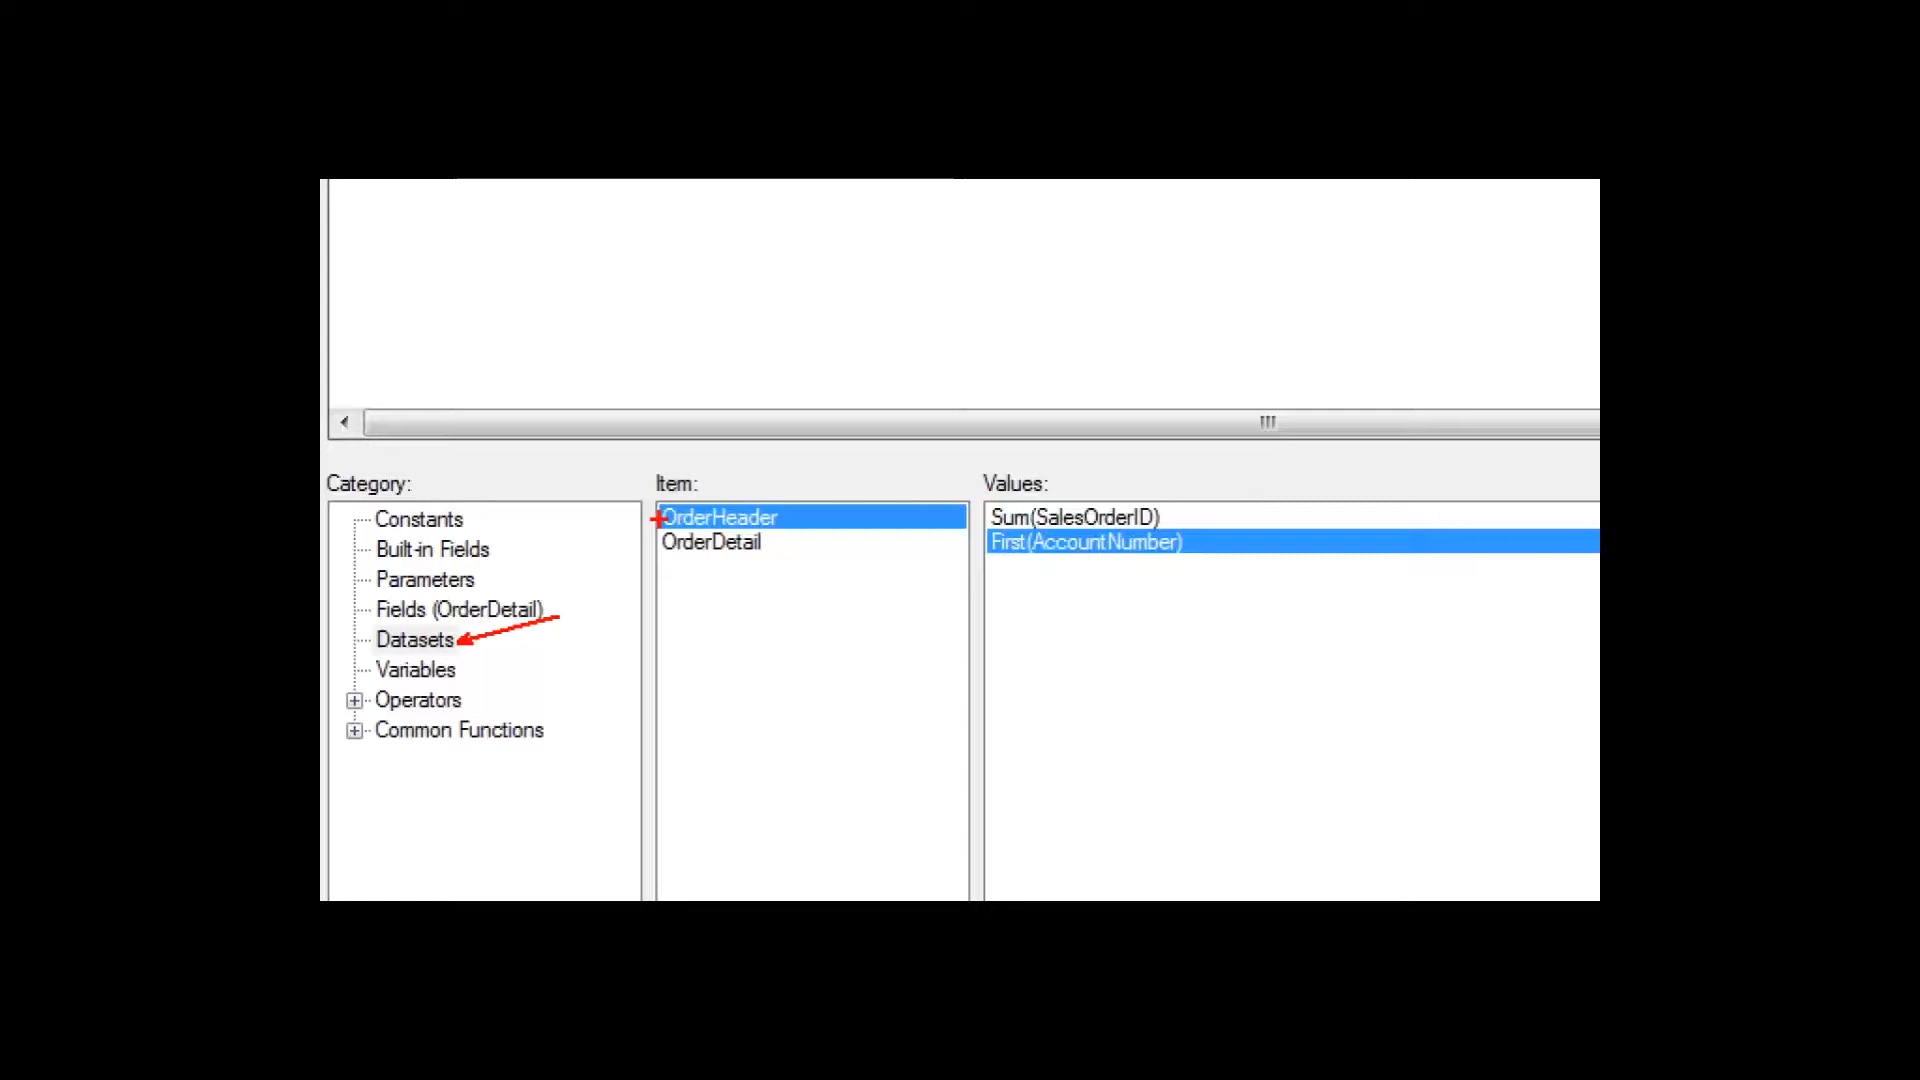 Category:
Constants
Built-in Fields
Parameters
Fields (OrderDetail)
Datasets
Variables
Operators
Common Functions
Item:
OrderHeader
OrderDetail
Values:
Sum(SalesOrderID)
First(AccountNumber)